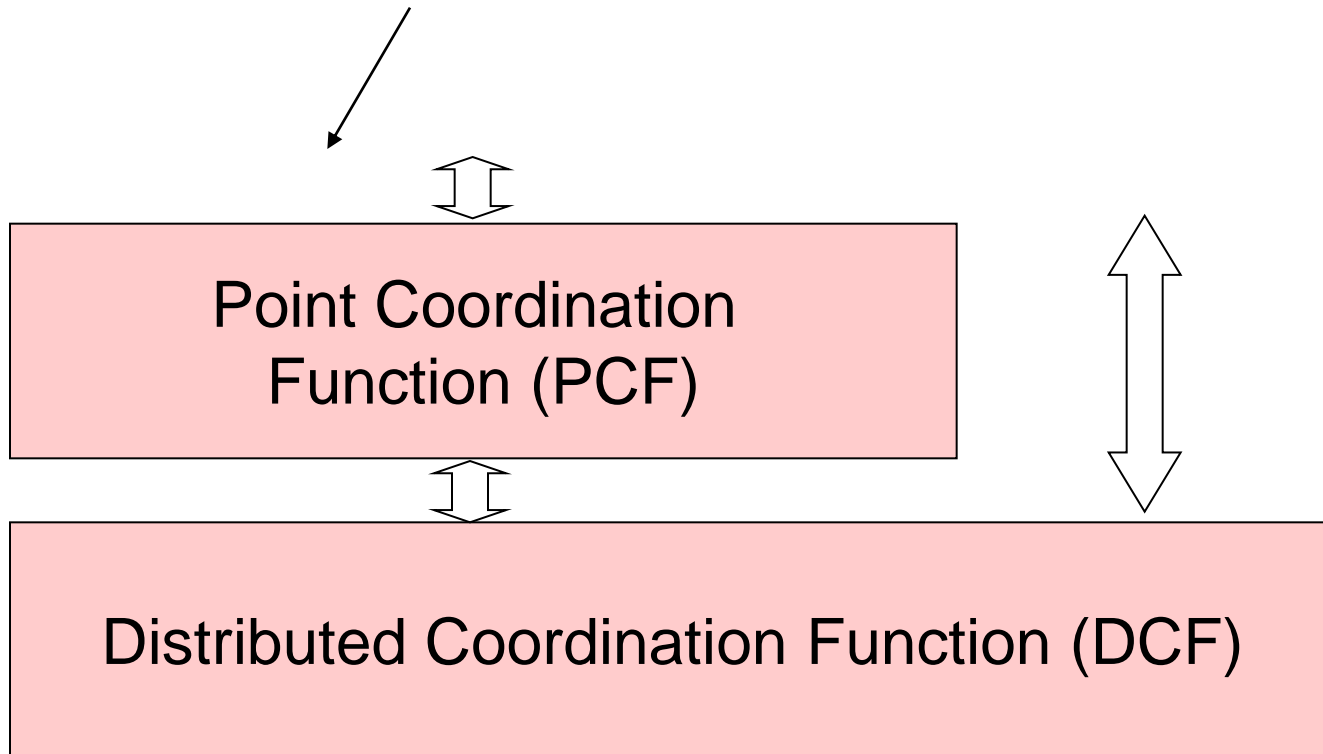 Point Coordination
Function (PCF)
Distributed Coordination Function (DCF)